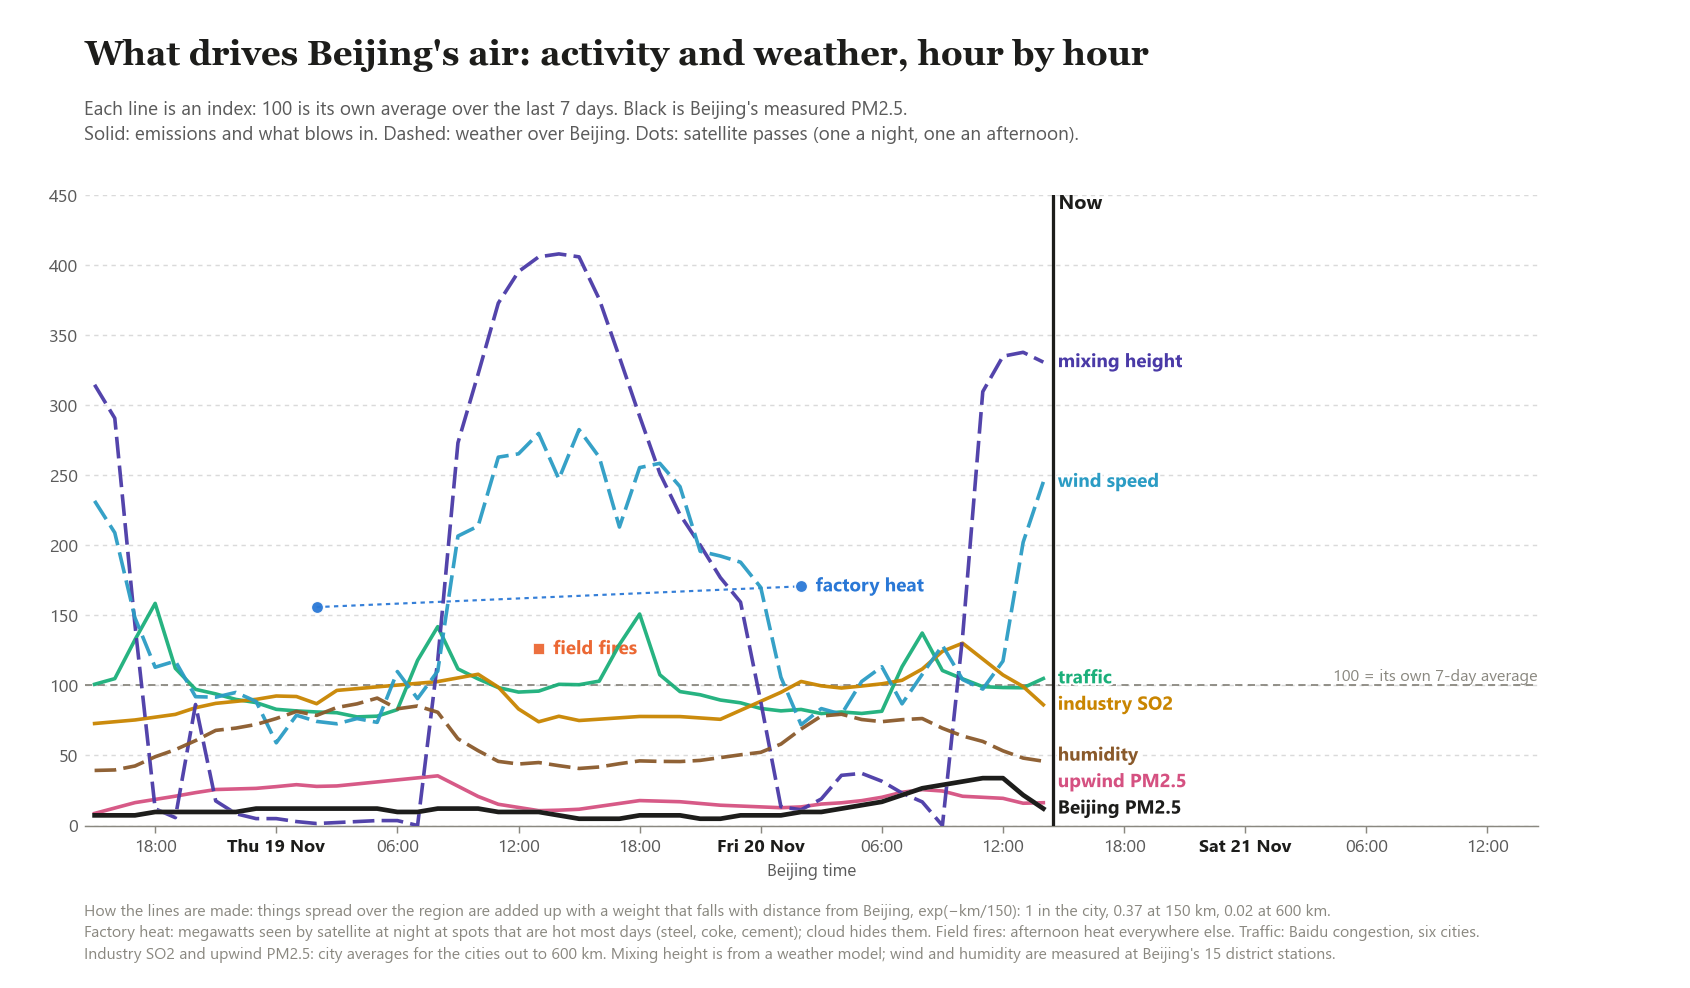 What drives Beijing's air: activity and weather, hour by hour
Each line is an index: 100 is its own average over the last 7 days. Black is Beijing's measured PM2.5.
Solid: emissions and what blows in. Dashed: weather over Beijing. Dots: satellite passes (one a night, one an afternoon).
450
Now
400
350
mixing height
300
250
wind speed
200
150
factory heat
field fires
100
traffic
100 = its own 7-day average
industry SO2
50
humidity
upwind PM2.5
Beijing PM2.5
0
18:00 Thu 19 Nov 06:00 12:00 18:00 Fri 20 Nov 06:00 12:00 18:00 Sat 21 Nov 06:00 12:00
Beijing time
How the lines are made: things spread over the region are added up with a weight that falls with distance from Beijing, exp(−km/150): 1 in the city, 0.37 at 150 km, 0.02 at 600 km.
Factory heat: megawatts seen by satellite at night at spots that are hot most days (steel, coke, cement); cloud hides them. Field fires: afternoon heat everywhere else. Traffic: Baidu congestion, six cities.
Industry SO2 and upwind PM2.5: city averages for the cities out to 600 km. Mixing height is from a weather model; wind and humidity are measured at Beijing's 15 district stations.